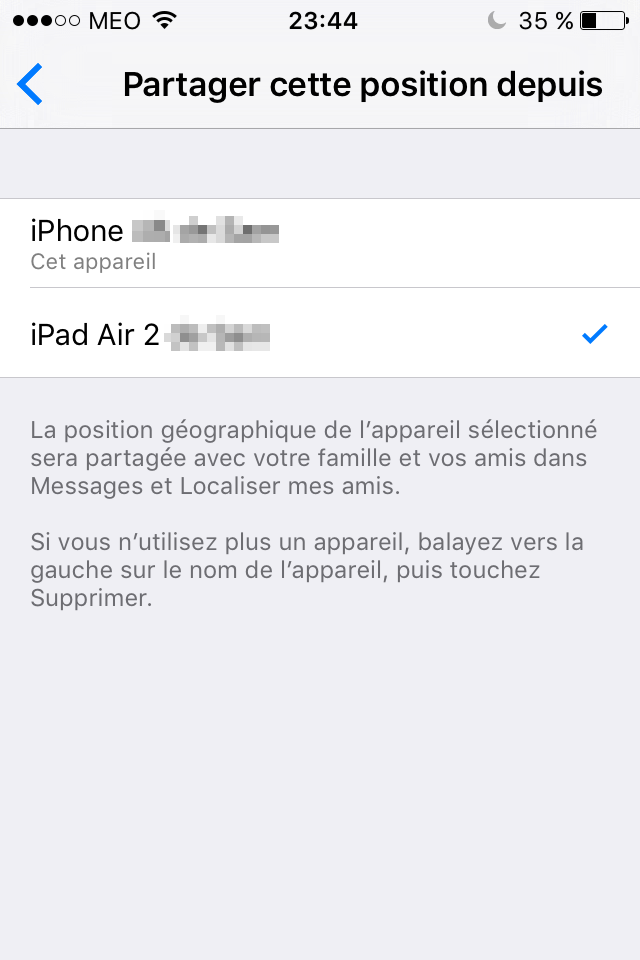 MEO 23:44 35 %
Partager cette position depuis
iPhone
Cet appareil
iPad Air 2
La position géographique de l’appareil sélectionné
sera partagée avec votre famille et vos amis dans
Messages et Localiser mes amis.
Si vous n’utilisez plus un appareil, balayez vers la
gauche sur le nom de l’appareil, puis touchez
Supprimer.